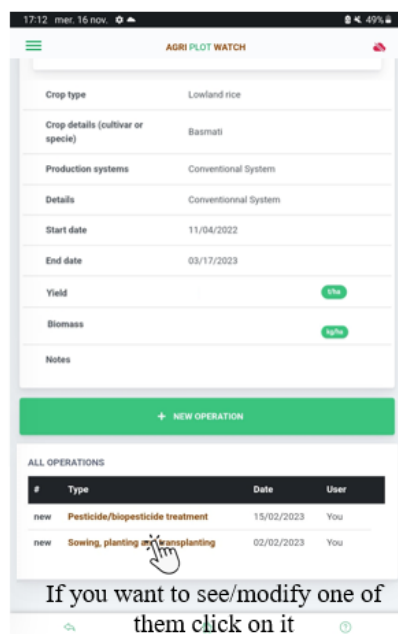 17:12 mer. 16 nov. 49%
AGRI PLOT WATCH
Crop type Lowland rice
Crop details (cultivar or
specie) Basmati
Production systems Conventional System
Details Conventionnal System
Start date 11/04/2022
End date 03/17/2023
Yield t/ha
Biomass kg/ha
Notes
+ NEW OPERATION
ALL OPERATIONS
# Type Date User
new Pesticide/biopesticide treatment 15/02/2023 You
new Sowing, planting transplanting 02/02/2023 You
If you want to see/modify one of
them click on it